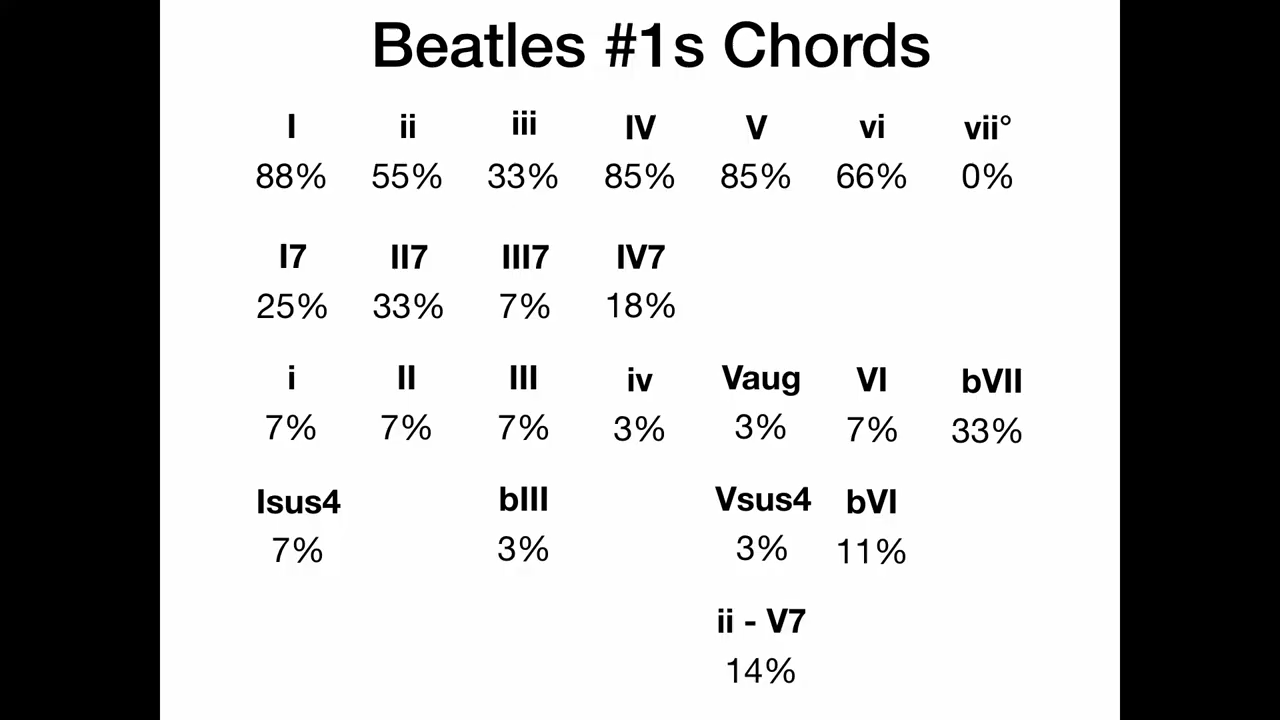 Beatles #1s Chords
I ii iii IV V vi vii°
88% 55% 33% 85% 85% 66% 0%
I7 II7 III7 IV7
25% 33% 7% 18%
i II III iv Vaug VI bVII
7% 7% 7% 3% 3% 7% 33%
Isus4 bIII Vsus4 bVI
7% 3% 3% 11%
ii - V7
14%